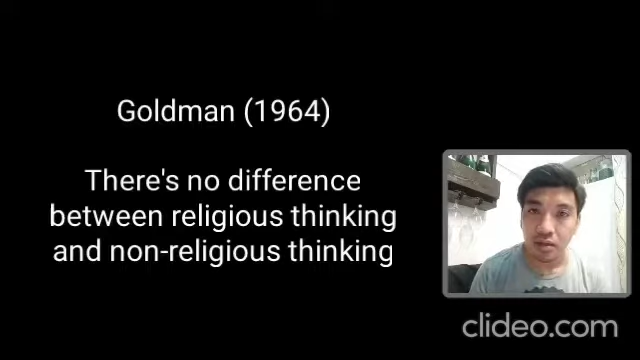 Goldman (1964)
There's no difference
between religious thinking
and non-religious thinking
clideo.com